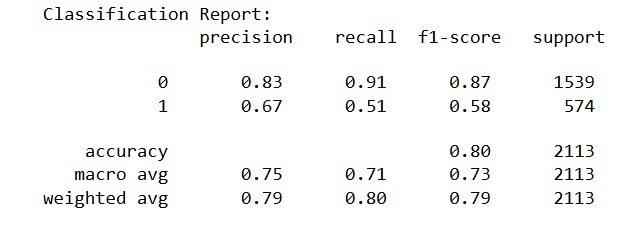 Classification Report:
precision recall f1-score support
0 0.83 0.91 0.87 1539
1 0.67 0.51 0.58 574
accuracy 0.80 2113
macro avg 0.75 0.71 0.73 2113
weighted avg 0.79 0.80 0.79 2113